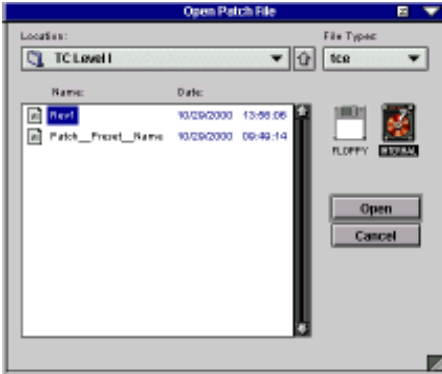 Open Patch File
Location:
File Types:
TC Level I
tce
Name:
Date:
Rev1 10/29/2000 13:56:06
Patch__Preset__Name 10/29/2000 09:49:14
FLOPPY
INTERNAL
Open
Cancel